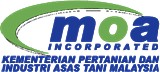 moa
INCORPORATED
KEMENTERIAN PERTANIAN DAN
INDUSTRI ASAS TANI MALAYSIA